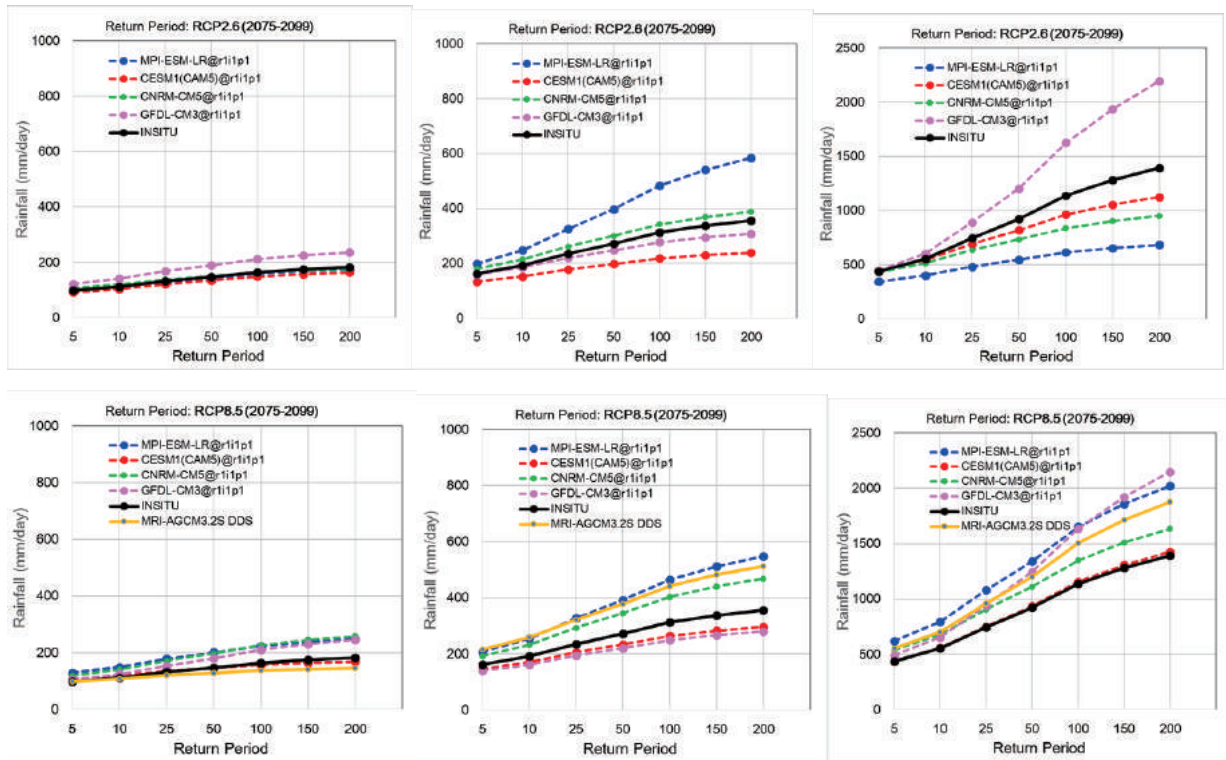 Return Period: RCP2.6 (2075-2099)
1000
800
600
400
200
0
Rainfall (mm/day)
MPI-ESM-LR@r1i1p1
CESM1(CAM5)@r1i1p1
CNRM-CM5@r1i1p1
GFDL-CM3@r1i1p1
INSITU
5 10 25 50 100 150 200
Return Period
Return Period: RCP2.6 (2075-2099)
1000
800
600
400
200
0
Rainfall (mm/day)
MPI-ESM-LR@r1i1p1
CESM1(CAM5)@r1i1p1
CNRM-CM5@r1i1p1
GFDL-CM3@r1i1p1
INSITU
5 10 25 50 100 150 200
Return Period
Return Period: RCP2.6 (2075-2099)
2500
2000
1500
1000
500
0
Rainfall (mm/day)
MPI-ESM-LR@r1i1p1
CESM1(CAM5)@r1i1p1
CNRM-CM5@r1i1p1
GFDL-CM3@r1i1p1
INSITU
5 10 25 50 100 150 200
Return Period
Return Period: RCP8.5 (2075-2099)
1000
800
600
400
200
0
Rainfall (mm/day)
MPI-ESM-LR@r1i1p1
CESM1(CAM5)@r1i1p1
CNRM-CM5@r1i1p1
GFDL-CM3@r1i1p1
INSITU
MRI-AGCM3.2S DDS
5 10 25 50 100 150 200
Return Period
Return Period: RCP8.5 (2075-2099)
1000
800
600
400
200
0
Rainfall (mm/day)
MPI-ESM-LR@r1i1p1
CESM1(CAM5)@r1i1p1
CNRM-CM5@r1i1p1
GFDL-CM3@r1i1p1
INSITU
MRI-AGCM3.2S DDS
5 10 25 50 100 150 200
Return Period
Return Period: RCP8.5 (2075-2099)
2500
2000
1500
1000
500
0
Rainfall (mm/day)
MPI-ESM-LR@r1i1p1
CESM1(CAM5)@r1i1p1
CNRM-CM5@r1i1p1
GFDL-CM3@r1i1p1
INSITU
MRI-AGCM3.2S DDS
5 10 25 50 100 150 200
Return Period